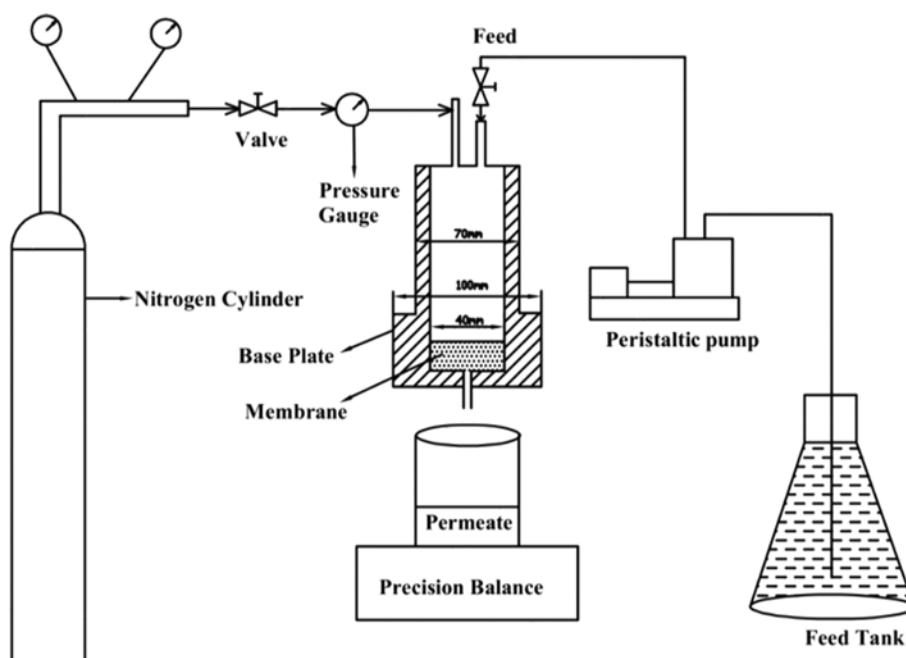 Feed
Valve
Pressure
Gauge
70mm
Nitrogen Cylinder
100mm
Base Plate
40mm
Peristaltic pump
Membrane
Permeate
Precision Balance
Feed Tank